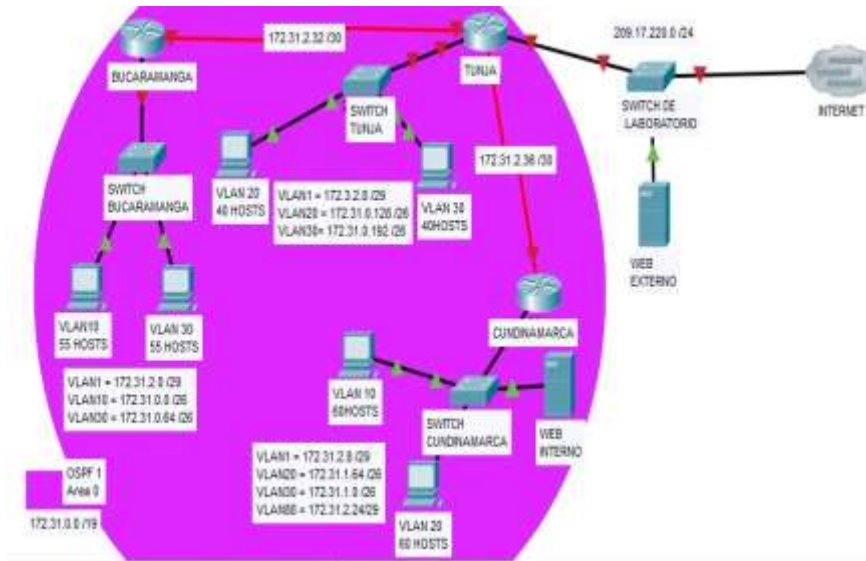 172.31.2.32 /30
209.17.220.0 /24
BUCARAMANGA
TUNJA
SWITCH DE
LABORATORIO
INTERNET
SWITCH
TUNJA
172.31.2.36 /30
SWITCH
BUCARAMANGA
VLAN 20
40 HOSTS
VLAN1 = 172.3.2.8 /29
VLAN20 = 172.31.0.128 /26
VLAN30= 172.31.0.192 /26
VLAN 30
40HOSTS
WEB
EXTERNO
CUNDINAMARCA
VLAN10
55 HOSTS
VLAN 30
55 HOSTS
VLAN1 = 172.31.2.0 /29
VLAN10 = 172.31.0.0 /26
VLAN30 = 172.31.0.64 /26
VLAN 10
60HOSTS
SWITCH
CUNDINAMARCA
WEB
INTERNO
VLAN1 = 172.31.2.8 /29
VLAN20 = 172.31.1.64 /26
VLAN30 = 172.31.1.0 /26
VLAN88 = 172.31.2.24/29
VLAN 20
60 HOSTS
OSPF 1
Area 0
172.31.0.0 /19